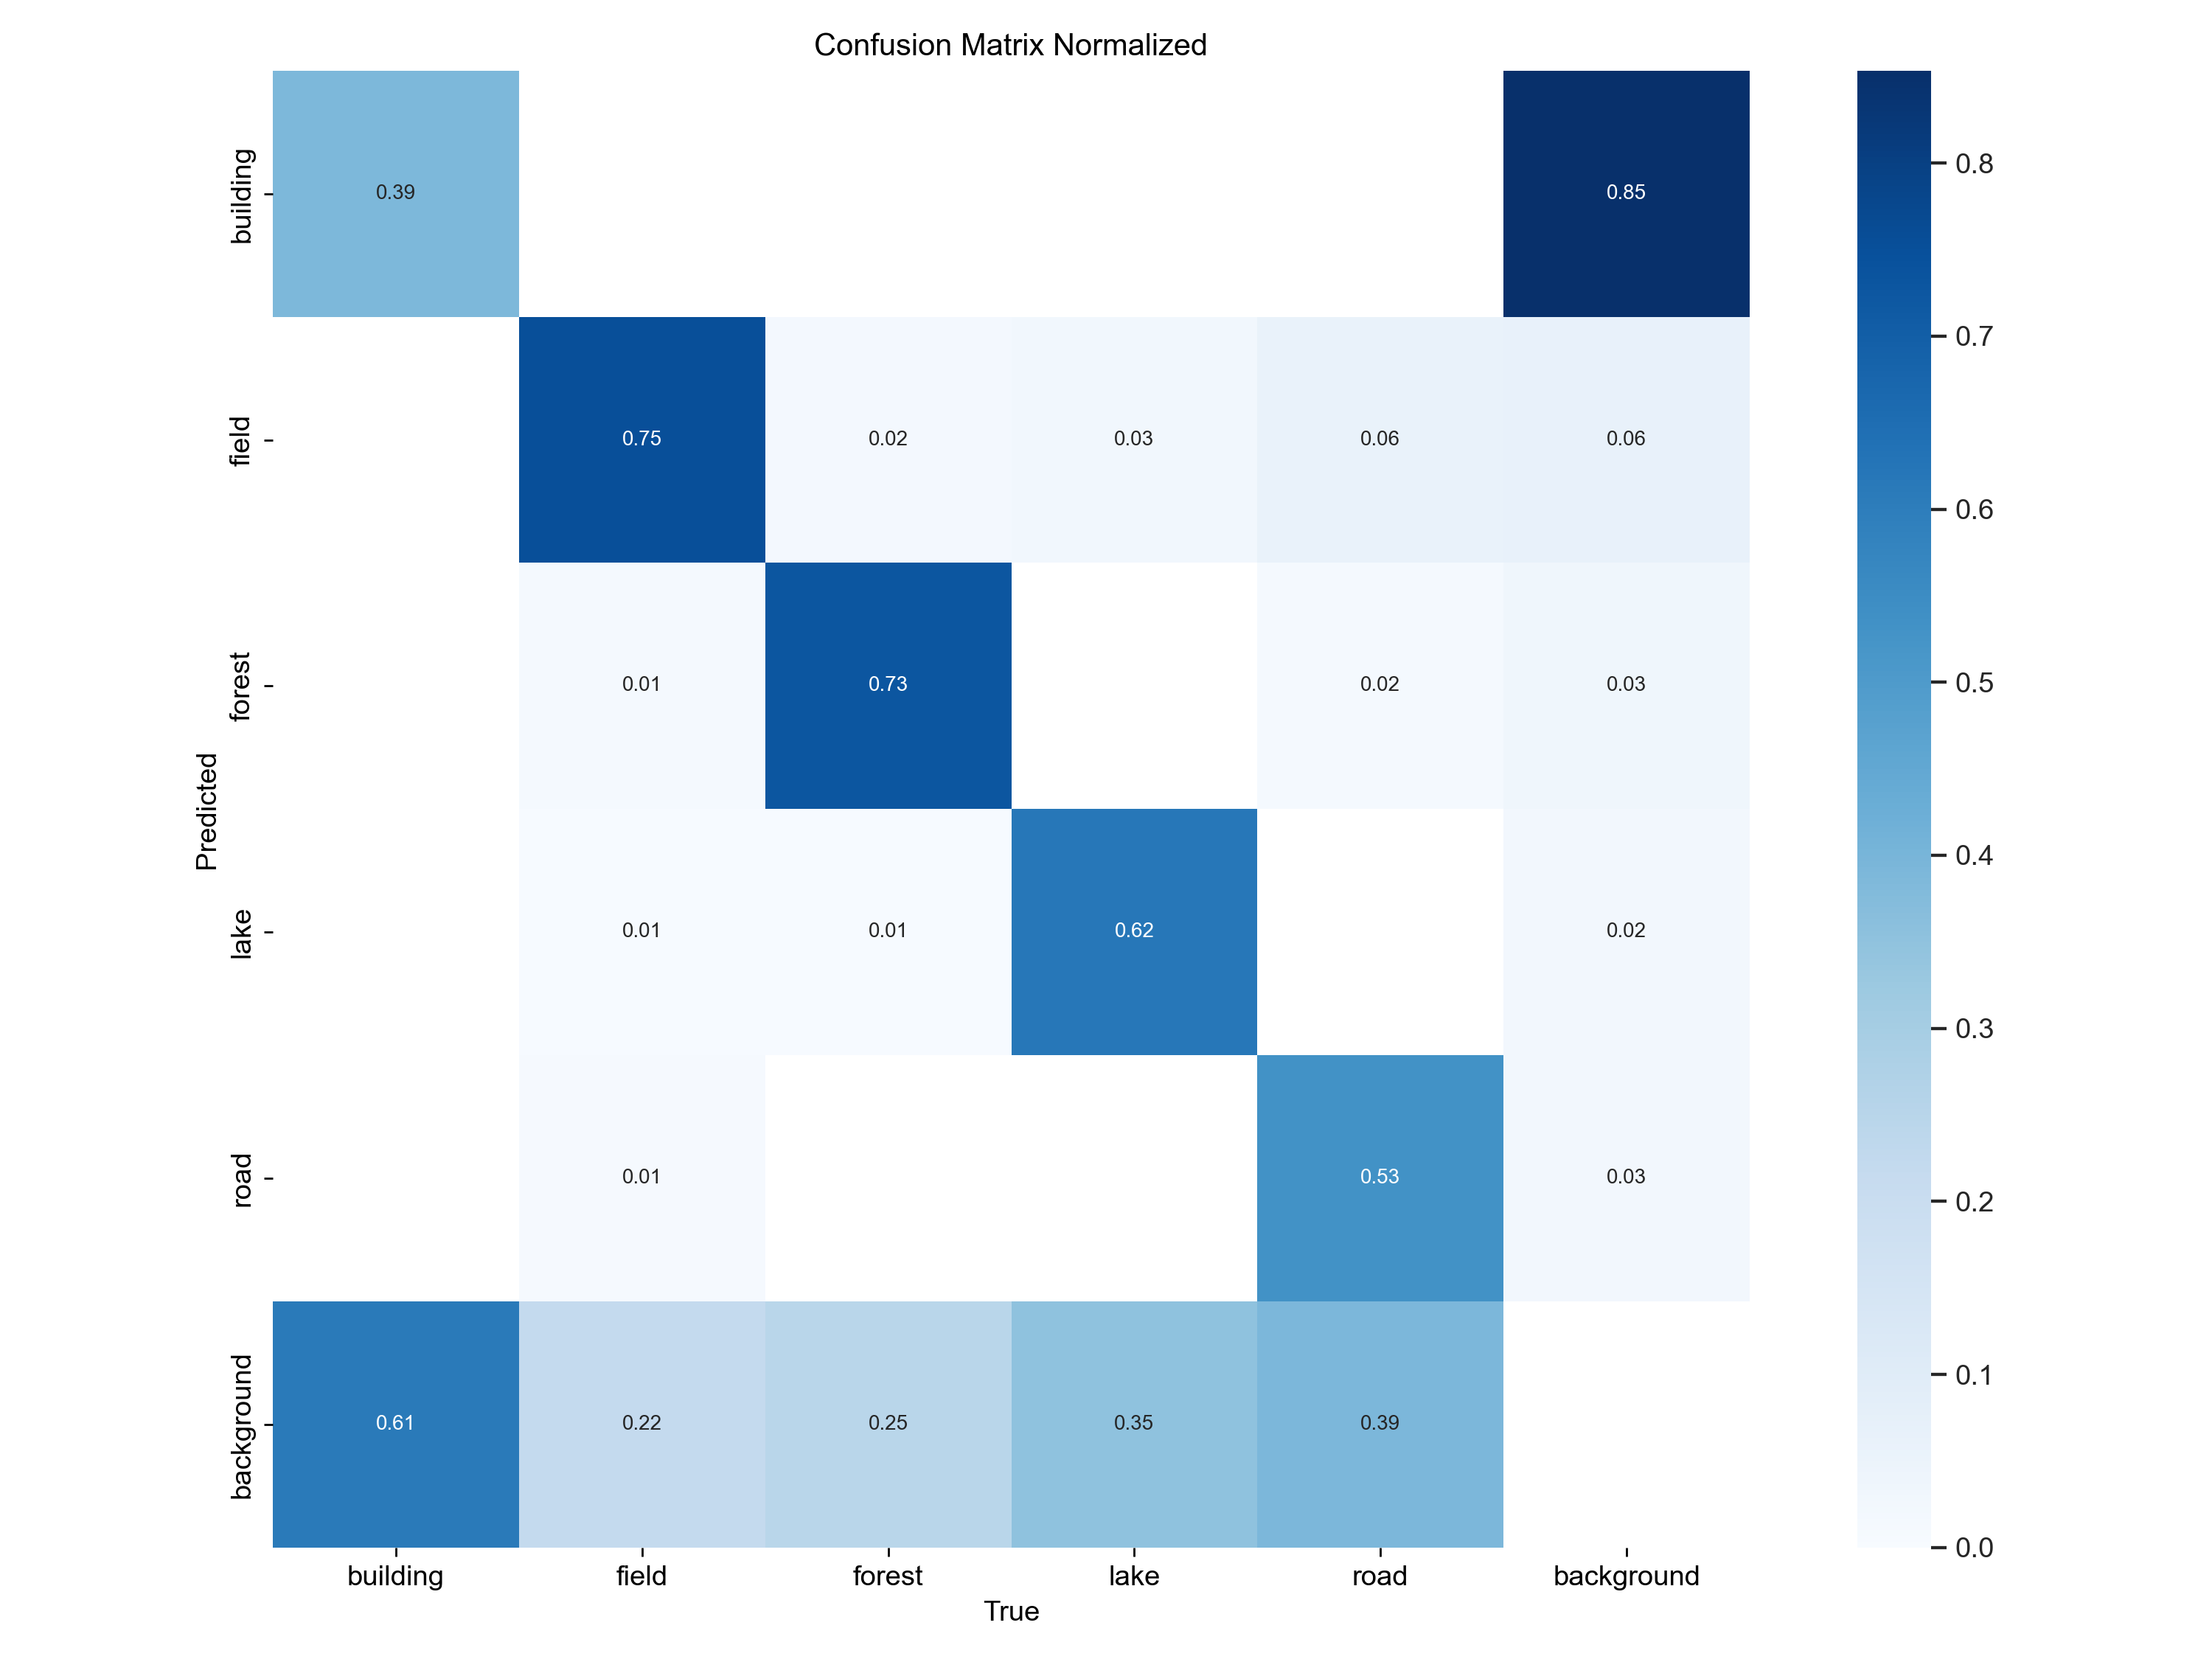 Confusion Matrix Normalized
building 0.39 0.85
field 0.75 0.02 0.03 0.06 0.06
forest 0.01 0.73 0.02 0.03
lake 0.01 0.01 0.62 0.02
road 0.01 0.53 0.03
background 0.61 0.22 0.25 0.35 0.39
Predicted
building field forest lake road background
True
0.8
0.7
0.6
0.5
0.4
0.3
0.2
0.1
0.0